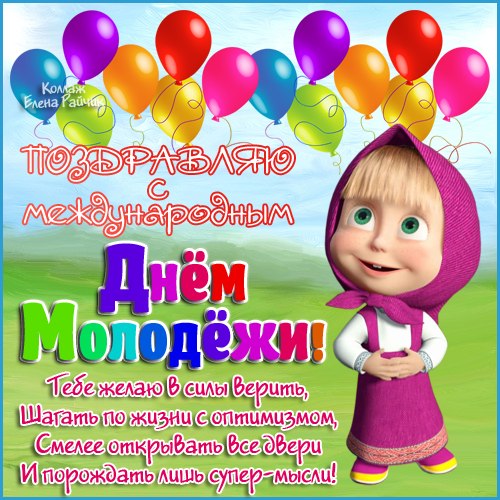 Коллаж
Елена Райчик
ПОЗДРАВЛЯЮ
С
международным
Днём
Молодёжи!
Тебе желаю в силы верить,
Шагать по жизни с оптимизмом,
Смелее открывать все двери
И порождать лишь супер-мысли!